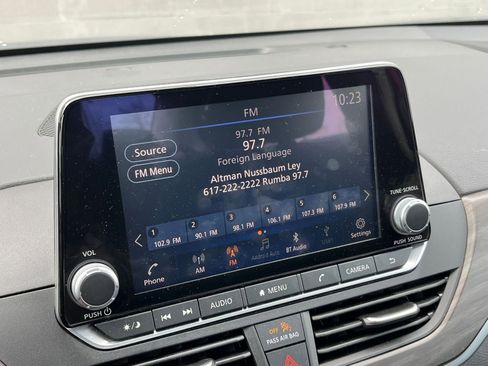 FM
10:23
97.7 FM
97.7
Source
FM Menu
Foreign Language
Altman Nussbaum Ley
617-222-2222 Rumba 97.7
1 2 3 4 5 6
102.9 FM 90.1 FM 98.1 FM 106.1 FM 107.3 FM 107.9 FM
Phone AM FM Android Auto BT Audio USB1 Settings
VOL
PUSH
TUNE·SCROLL
PUSH SOUND
AUDIO MENU CAMERA
OFF
PASS AIR BAG